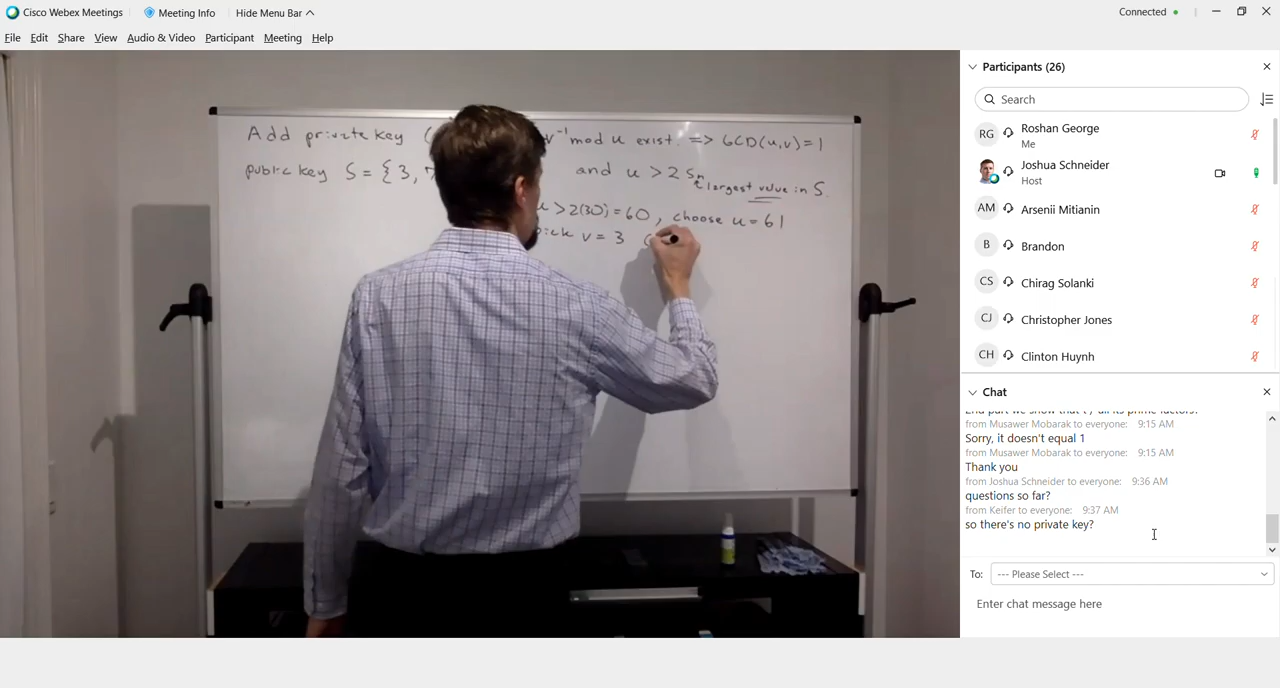 Cisco Webex Meetings Meeting Info Hide Menu Bar Connected
File Edit Share View Audio & Video Participant Meeting Help
Add private key ( v⁻¹ mod u exist. => GCD(u,v)=1
public key S = {3, 7 and u > 2 Sn
largest value in S.
u > 2(30) = 60, choose u = 61
pick v = 3
Participants (26)
Search
RG Roshan George
Me
Joshua Schneider
Host
AM Arsenii Mitianin
B Brandon
CS Chirag Solanki
CJ Christopher Jones
CH Clinton Huynh
Chat
from Musawer Mobarak to everyone: 9:15 AM
Sorry, it doesn't equal 1
from Musawer Mobarak to everyone: 9:15 AM
Thank you
from Joshua Schneider to everyone: 9:36 AM
questions so far?
from Keifer to everyone: 9:37 AM
so there's no private key?
To: --- Please Select ---
Enter chat message here